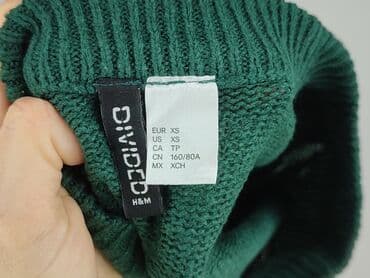 DIVIDED
H&M
EUR XS
US XS
CA TP
CN 160/80A
MX XCH